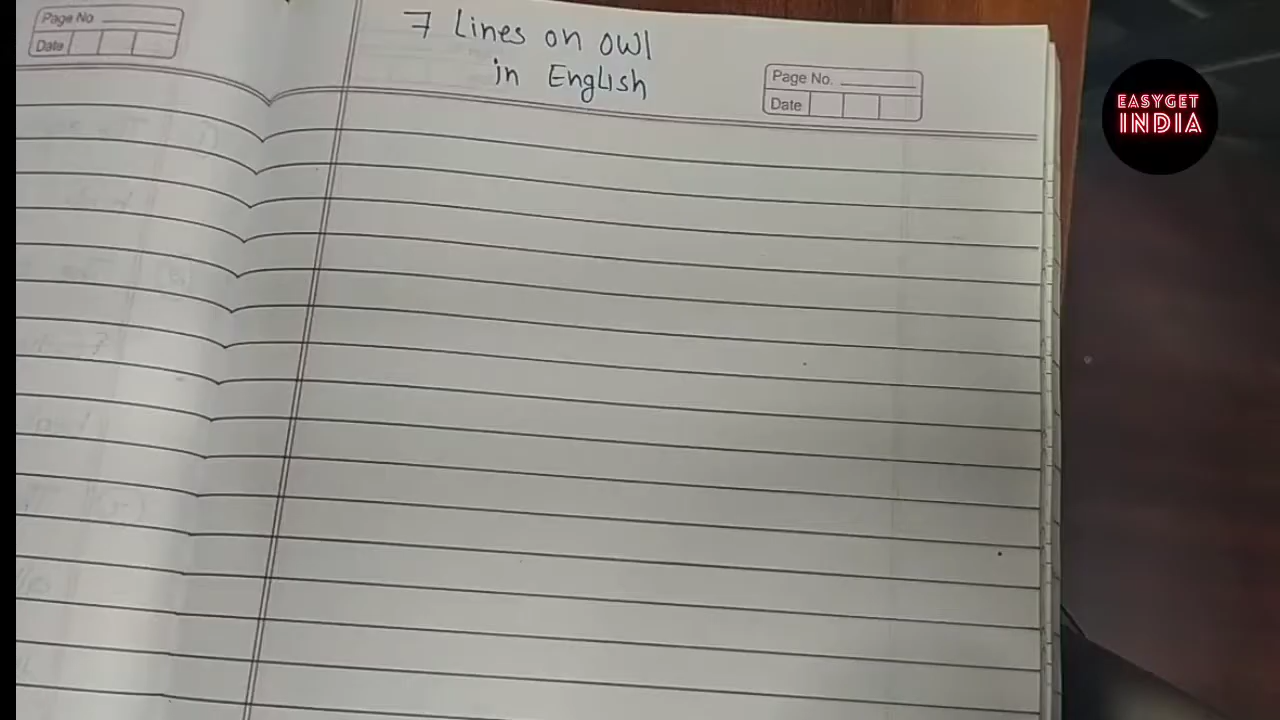 Page No
Date
7 Lines on owl
in English
Page No.
Date
EASYGET
INDIA